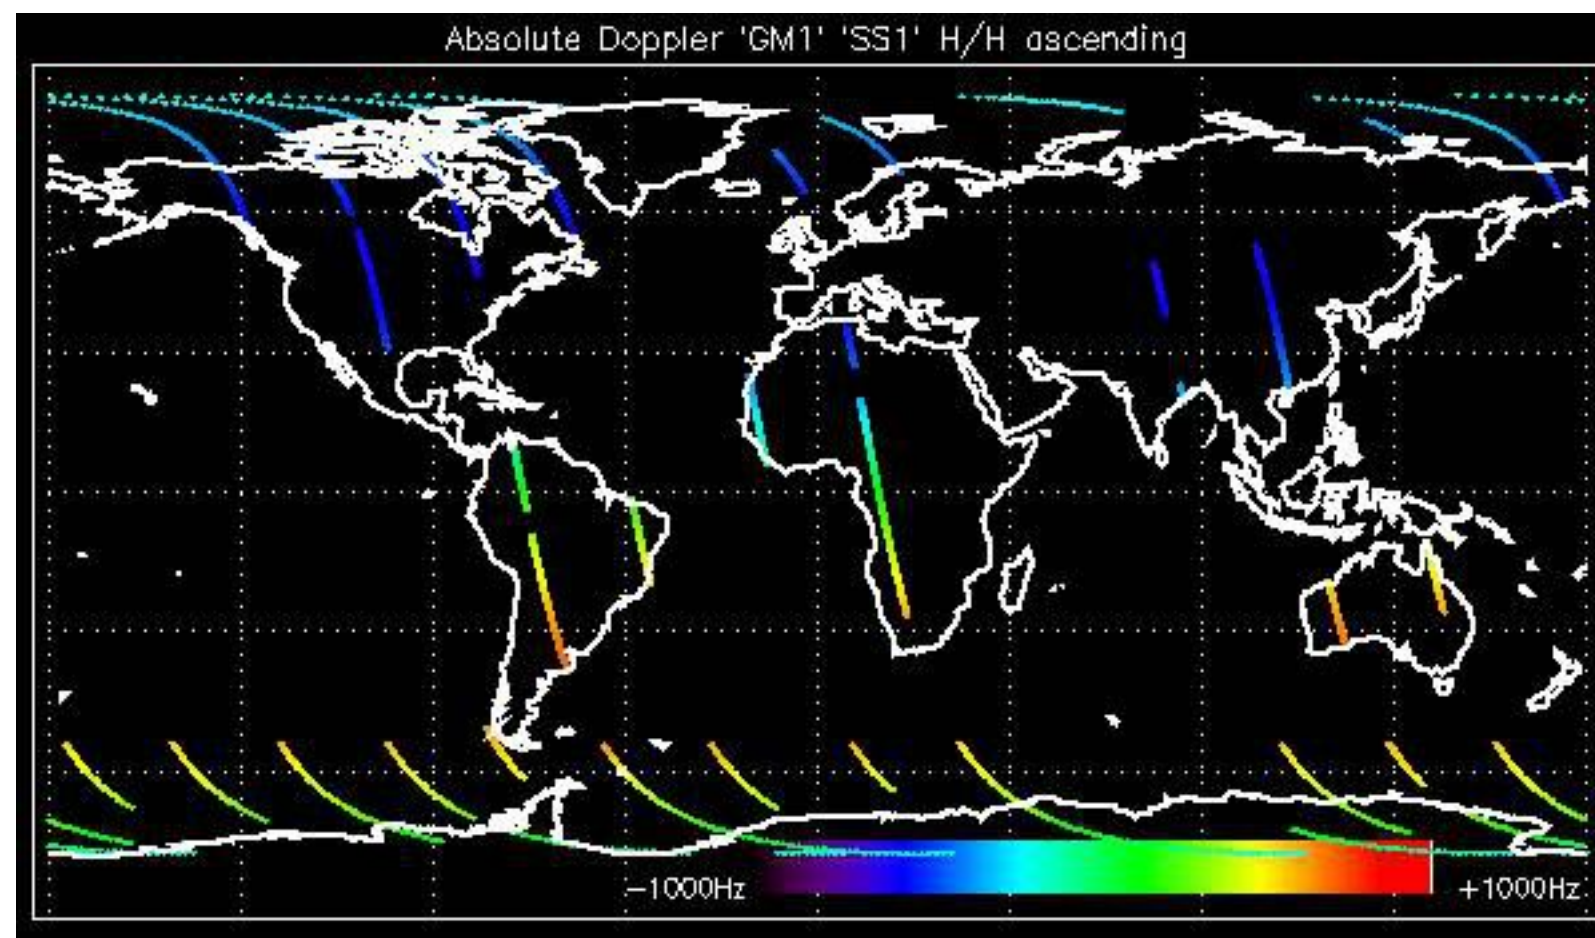 Absolute Doppler 'GM1' 'SS1' H/H ascending
-1000Hz
+1000Hz